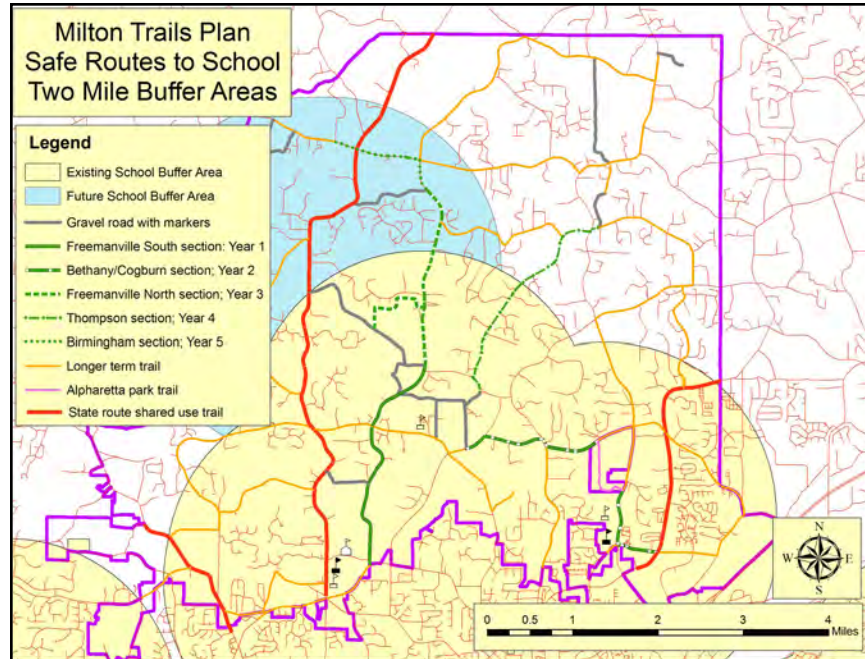 Milton Trails Plan
Safe Routes to School
Two Mile Buffer Areas
Legend
Existing School Buffer Area
Future School Buffer Area
Gravel road with markers
Freemanville South section: Year 1
Bethany/Cogburn section; Year 2
Freemanville North section; Year 3
Thompson section; Year 4
Birmingham section; Year 5
Longer term trail
Alpharetta park trail
State route shared use trail
N
W E
S
0 0.5 1 2 3 4
Miles